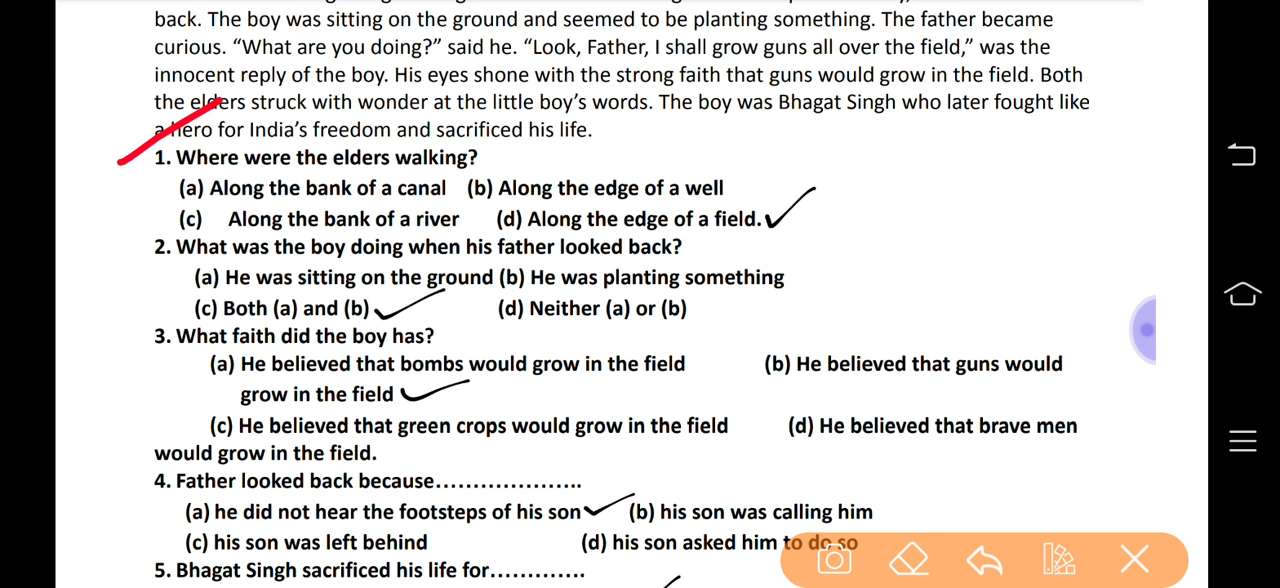 back. The boy was sitting on the ground and seemed to be planting something. The father became
curious. “What are you doing?” said he. “Look, Father, I shall grow guns all over the field,” was the
innocent reply of the boy. His eyes shone with the strong faith that guns would grow in the field. Both
the elders struck with wonder at the little boy’s words. The boy was Bhagat Singh who later fought like
a hero for India’s freedom and sacrificed his life.
1. Where were the elders walking?
(a) Along the bank of a canal (b) Along the edge of a well
(c) Along the bank of a river (d) Along the edge of a field.
2. What was the boy doing when his father looked back?
(a) He was sitting on the ground (b) He was planting something
(c) Both (a) and (b) (d) Neither (a) or (b)
3. What faith did the boy has?
(a) He believed that bombs would grow in the field (b) He believed that guns would
grow in the field
(c) He believed that green crops would grow in the field (d) He believed that brave men
would grow in the field.
4. Father looked back because………………..
(a) he did not hear the footsteps of his son (b) his son was calling him
(c) his son was left behind (d) his son asked him to do so
5. Bhagat Singh sacrificed his life for………….